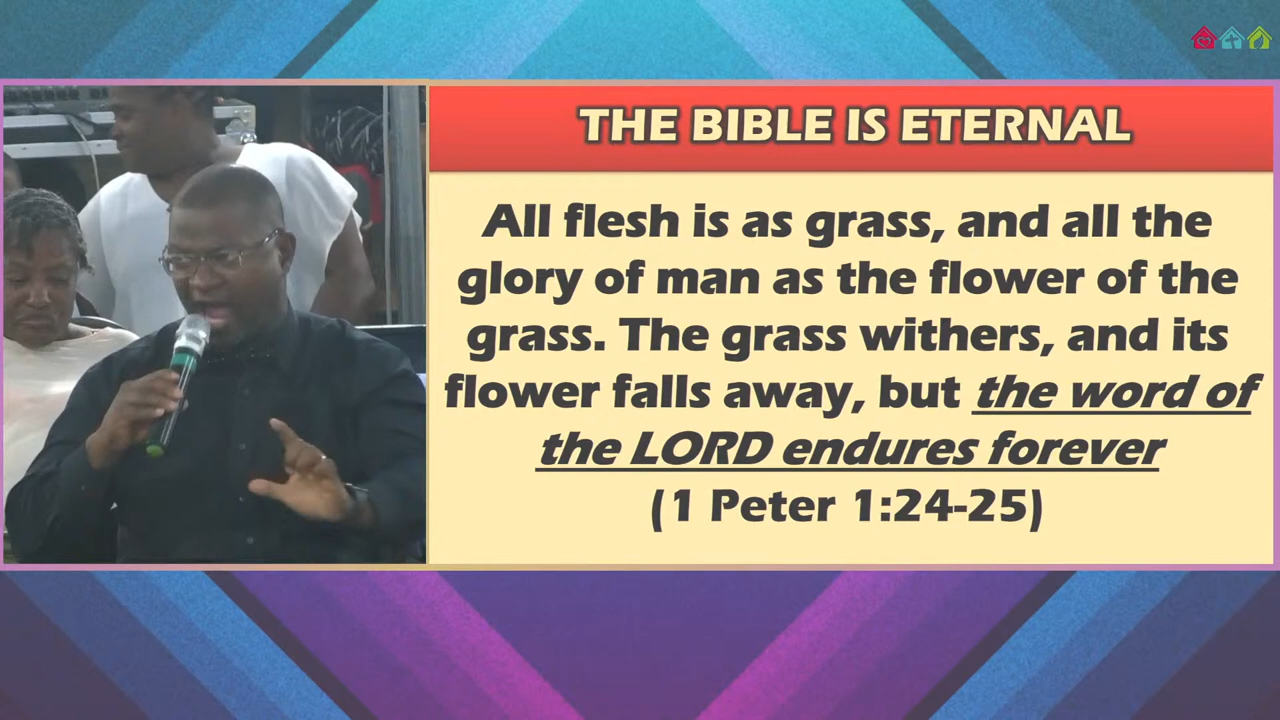 THE BIBLE IS ETERNAL
All flesh is as grass, and all the
glory of man as the flower of the
grass. The grass withers, and its
flower falls away, but the word of
the LORD endures forever
(1 Peter 1:24-25)